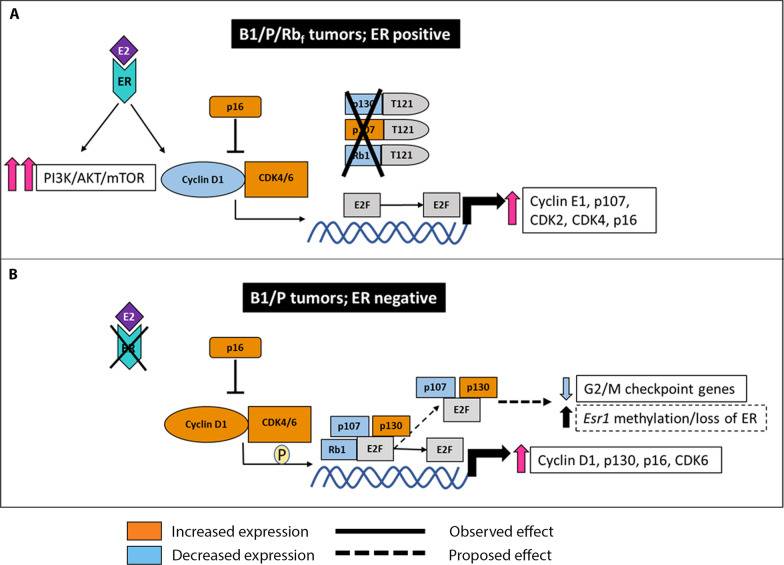 A
B1/P/Rbf tumors; ER positive
E2
ER
p16
p130 T121
p107 T121
Rb1 T121
PI3K/AKT/mTOR
Cyclin D1
CDK4/6
E2F
E2F
Cyclin E1, p107,
CDK2, CDK4, p16
B
B1/P tumors; ER negative
E2
ER
p16
Cyclin D1
CDK4/6
P
p107
p130
Rb1
E2F
p107
p130
E2F
E2F
G2/M checkpoint genes
Esr1 methylation/loss of ER
Cyclin D1, p130, p16, CDK6
Increased expression
Observed effect
Decreased expression
Proposed effect